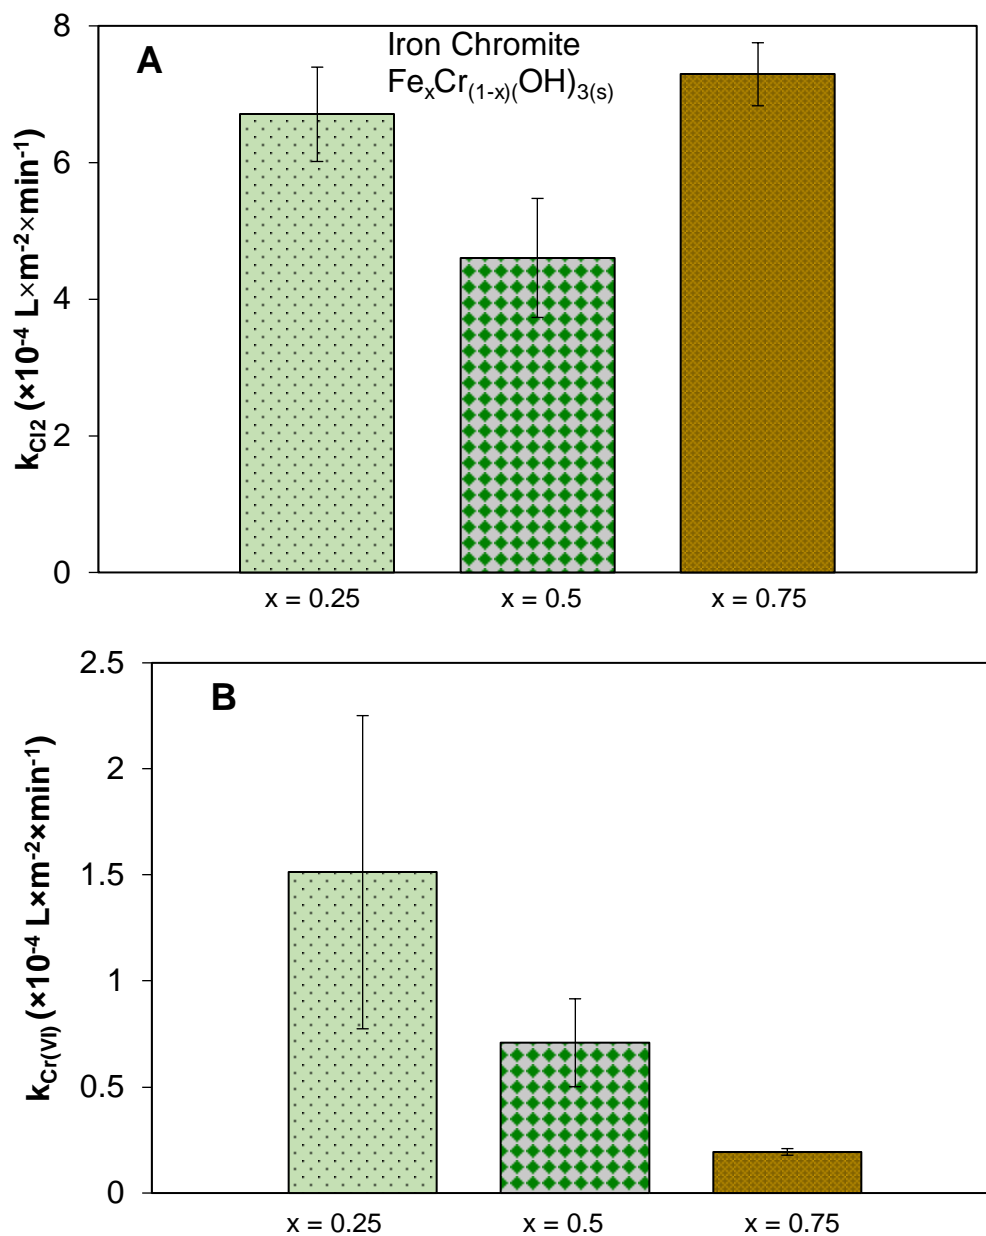 8
A
Iron Chromite
FeₓCr₍₁₋ₓ₎₍OH)₃₍ₛ₎
6
4
2
0
k_Cl2 (×10⁻⁴ L×m⁻²×min⁻¹)
x = 0.25
x = 0.5
x = 0.75
2.5
B
2
1.5
1
0.5
0
k_Cr(VI) (×10⁻⁴ L×m⁻²×min⁻¹)
x = 0.25
x = 0.5
x = 0.75